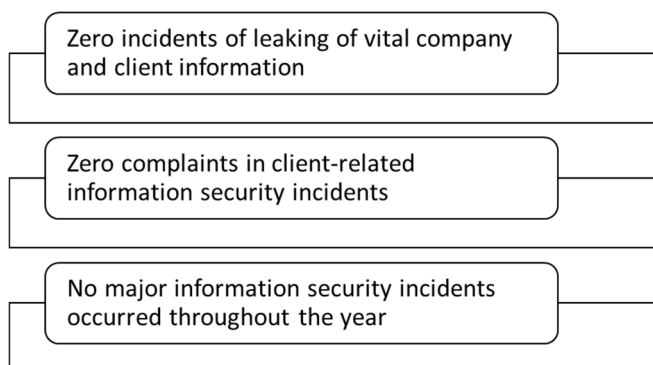 Zero incidents of leaking of vital company
and client information
Zero complaints in client-related
information security incidents
No major information security incidents
occurred throughout the year